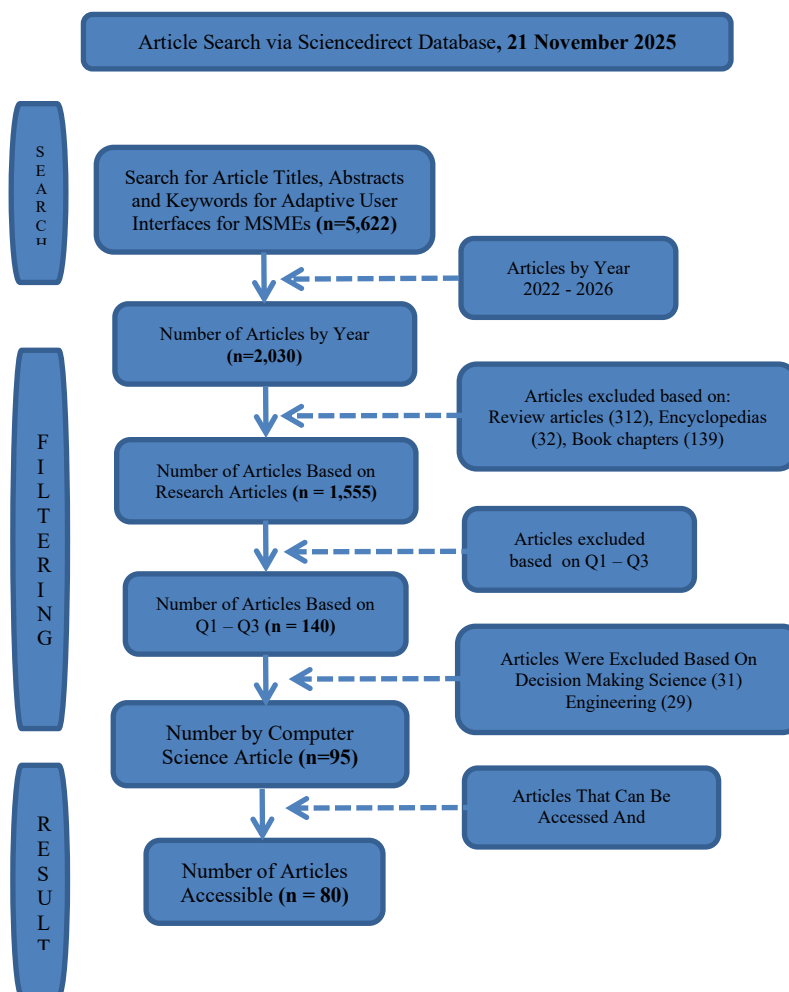 Article Search via Sciencedirect Database, 21 November 2025
S
E
A
R
C
H
Search for Article Titles, Abstracts
and Keywords for Adaptive User
Interfaces for MSMEs (n=5,622)
Articles by Year
2022 - 2026
Number of Articles by Year
(n=2,030)
F
I
L
T
E
R
I
N
G
Articles excluded based on:
Review articles (312), Encyclopedias
(32), Book chapters (139)
Number of Articles Based on
Research Articles (n = 1,555)
Articles excluded
based on Q1 – Q3
Number of Articles Based on
Q1 – Q3 (n = 140)
Articles Were Excluded Based On
Decision Making Science (31)
Engineering (29)
Number by Computer
Science Article (n=95)
R
E
S
U
L
T
Articles That Can Be
Accessed And
Number of Articles
Accessible (n = 80)